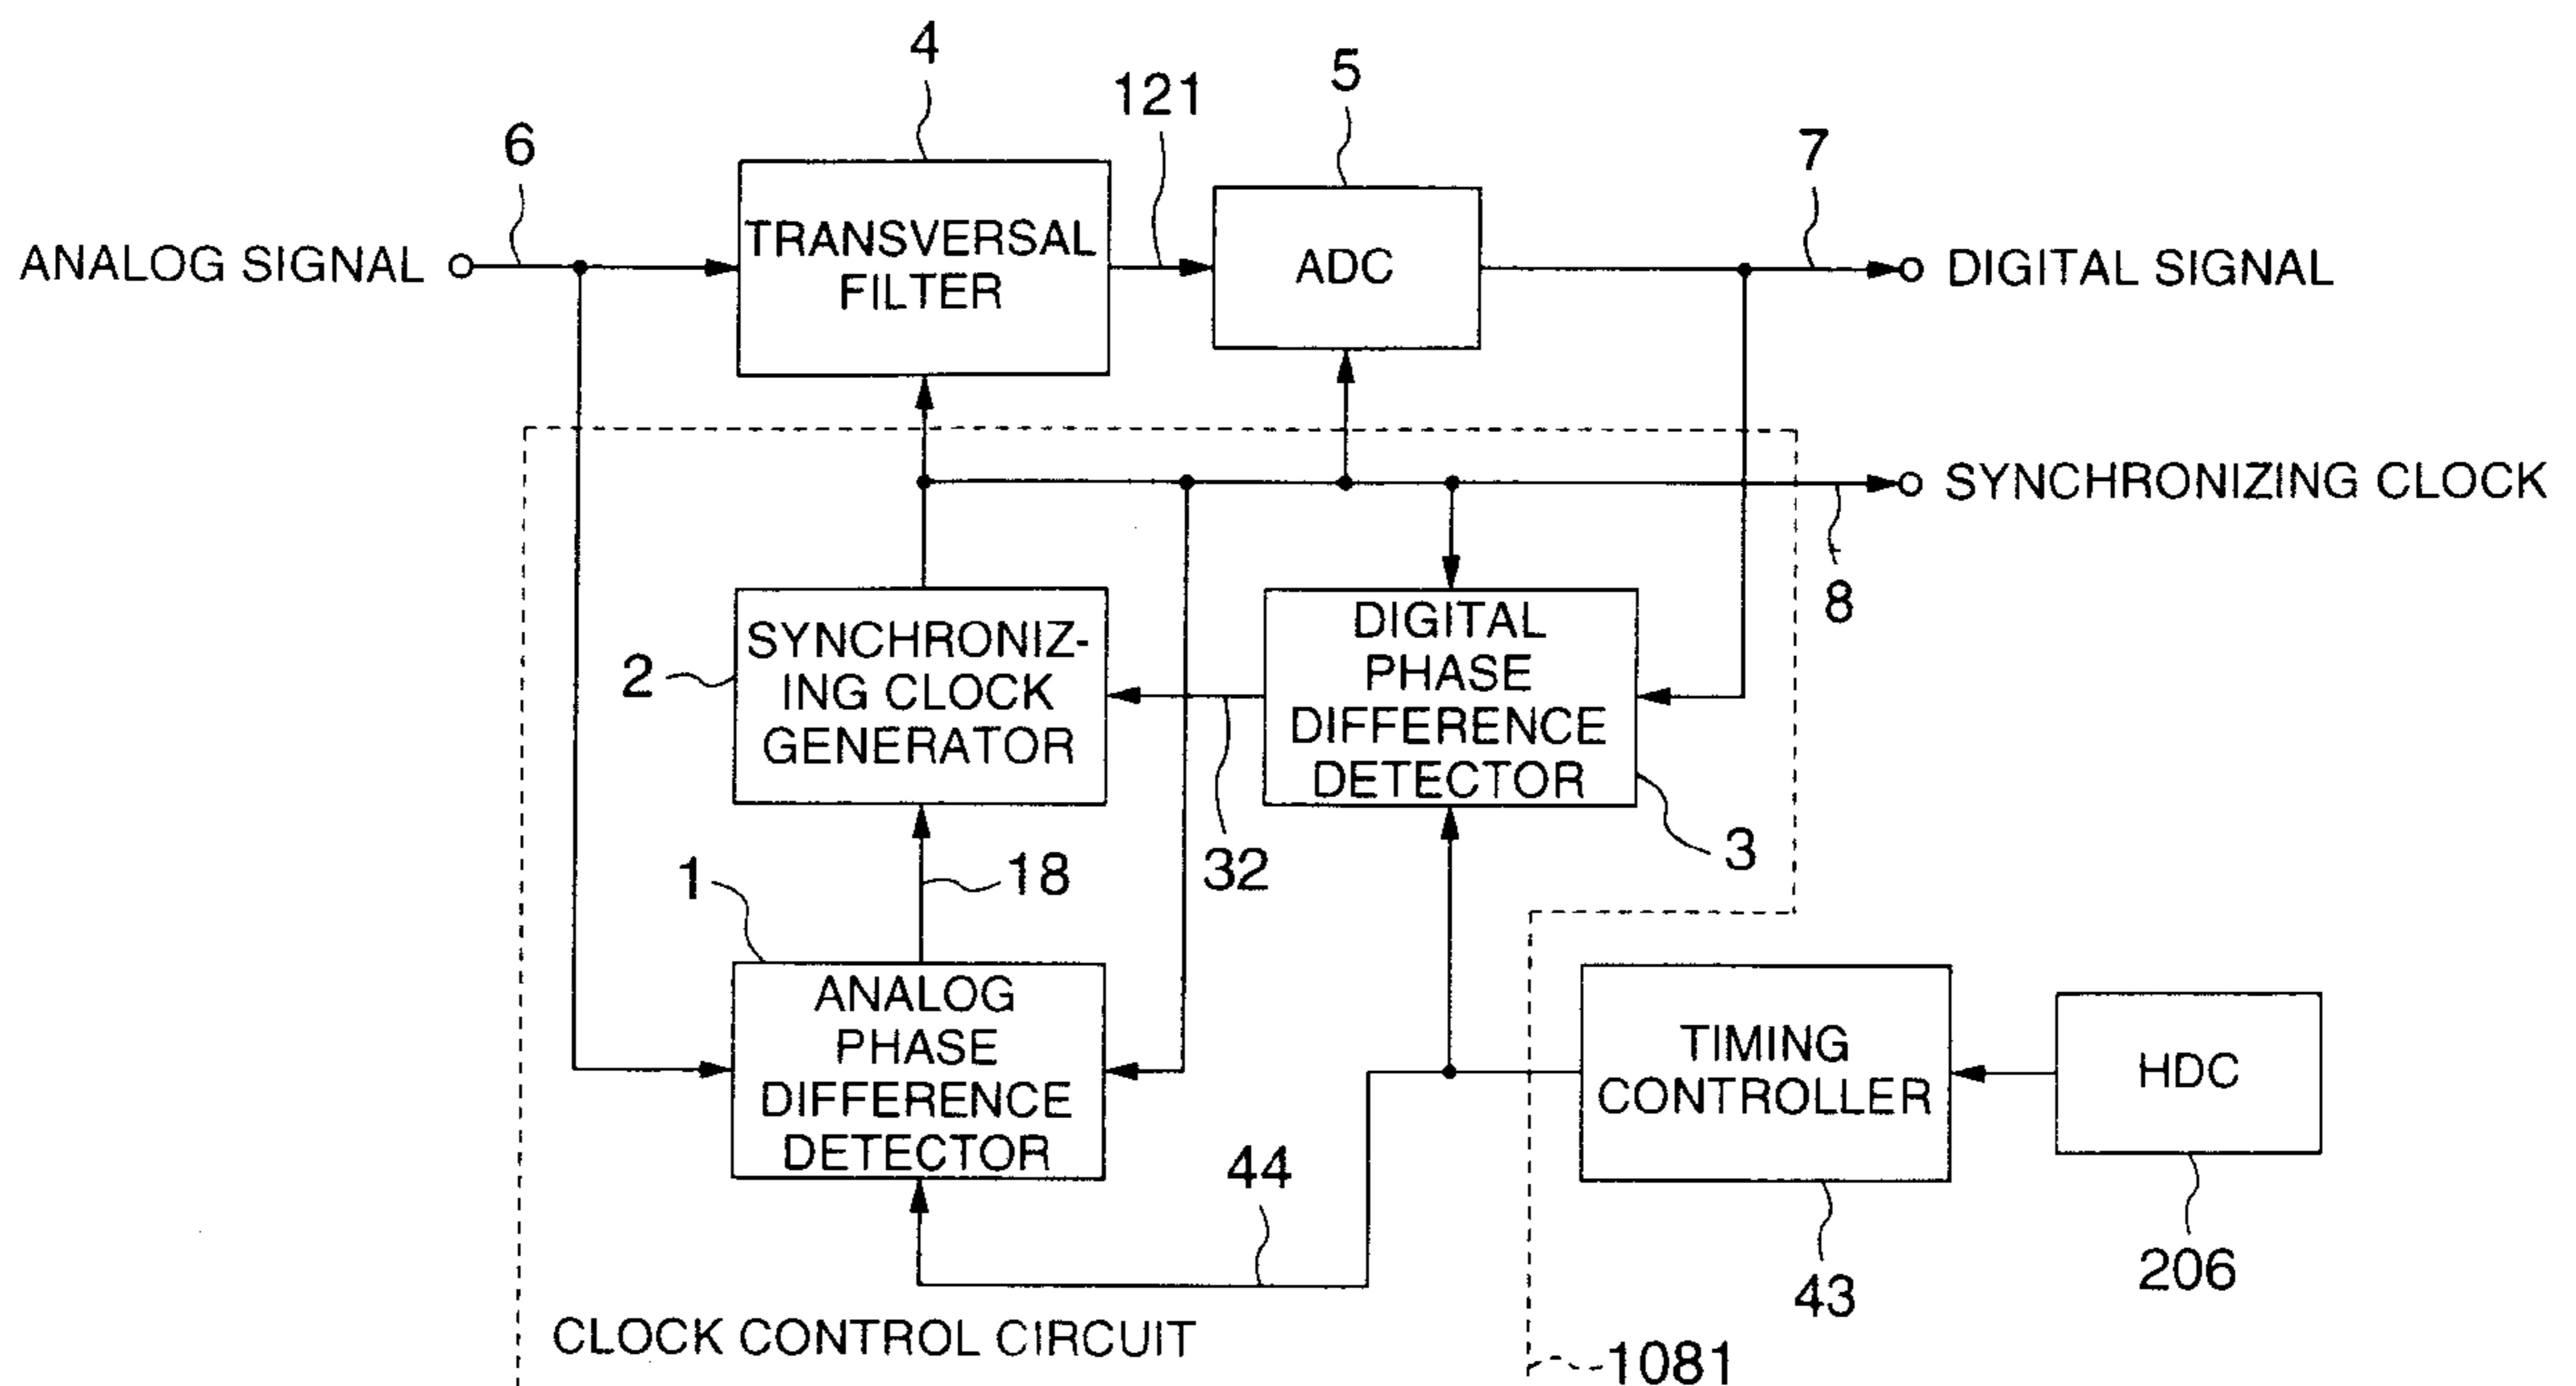 4
5
121
6
7
TRANSVERSAL
FILTER
ADC
ANALOG SIGNAL
DIGITAL SIGNAL
SYNCHRONIZING CLOCK
8
2
SYNCHRONIZ-
ING CLOCK
GENERATOR
DIGITAL
PHASE
DIFFERENCE
DETECTOR
3
32
18
1
ANALOG
PHASE
DIFFERENCE
DETECTOR
TIMING
CONTROLLER
HDC
44
43
206
CLOCK CONTROL CIRCUIT
1081